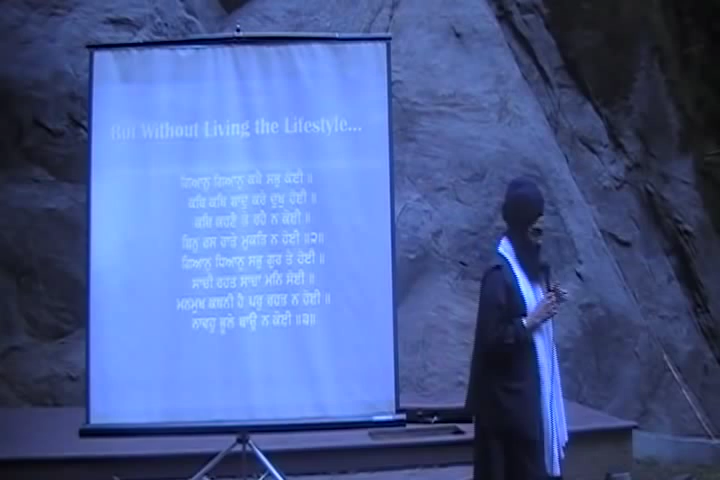 But Without Living the Lifestyle...
ਗਿਆਨੁ ਗਿਆਨੁ ਕਥੈ ਸਭੁ ਕੋਈ ॥
ਕਥਿ ਕਥਿ ਬਾਦੁ ਕਰੇ ਦੁਖੁ ਹੋਈ ॥
ਕਥਿ ਕਹਣੈ ਤੇ ਰਹੈ ਨ ਕੋਈ ॥
ਬਿਨੁ ਰਸ ਰਾਤੇ ਮੁਕਤਿ ਨ ਹੋਈ ॥੨॥
ਗਿਆਨੁ ਧਿਆਨੁ ਸਭੁ ਗੁਰ ਤੇ ਹੋਈ ॥
ਸਾਚੀ ਰਹਤ ਸਾਚਾ ਮਨਿ ਸੋਈ ॥
ਮਨਮੁਖ ਕਥਨੀ ਹੈ ਪਰੁ ਰਹਤ ਨ ਹੋਈ ॥
ਨਾਵਹੁ ਭੂਲੇ ਥਾਉ ਨ ਕੋਈ ॥੩॥